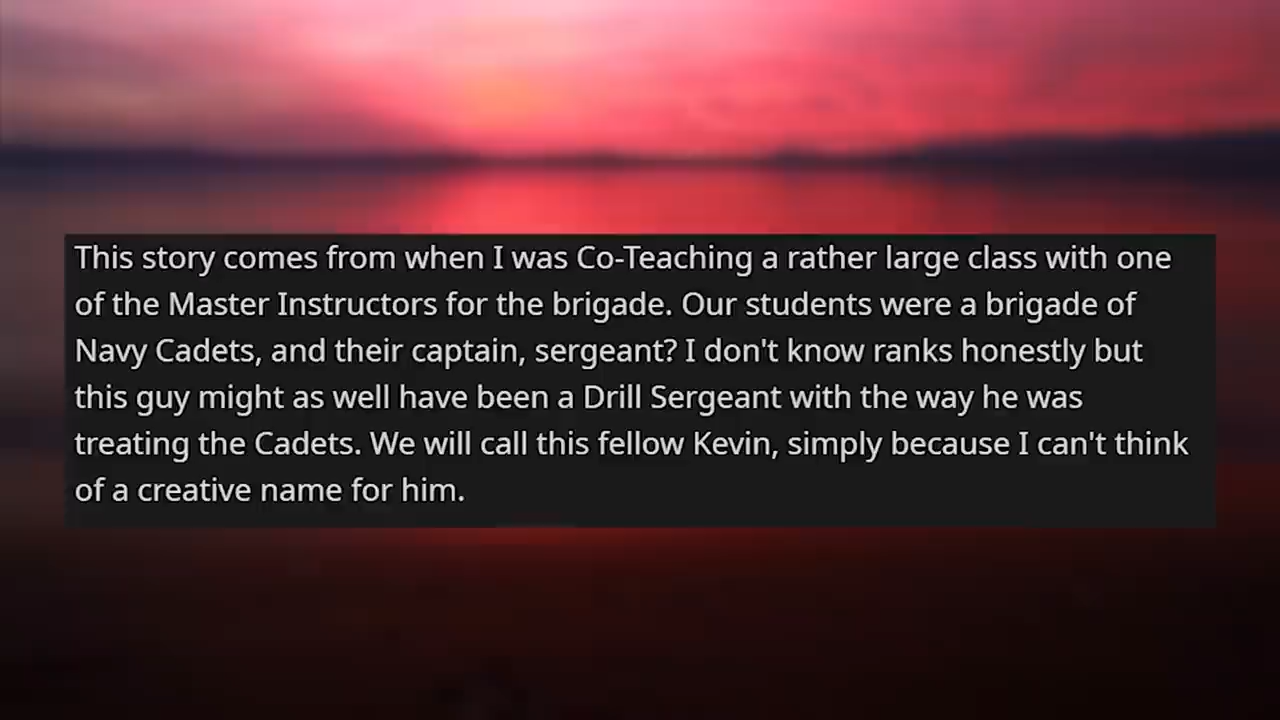 This story comes from when I was Co-Teaching a rather large class with one
of the Master Instructors for the brigade. Our students were a brigade of
Navy Cadets, and their captain, sergeant? I don't know ranks honestly but
this guy might as well have been a Drill Sergeant with the way he was
treating the Cadets. We will call this fellow Kevin, simply because I can't think
of a creative name for him.